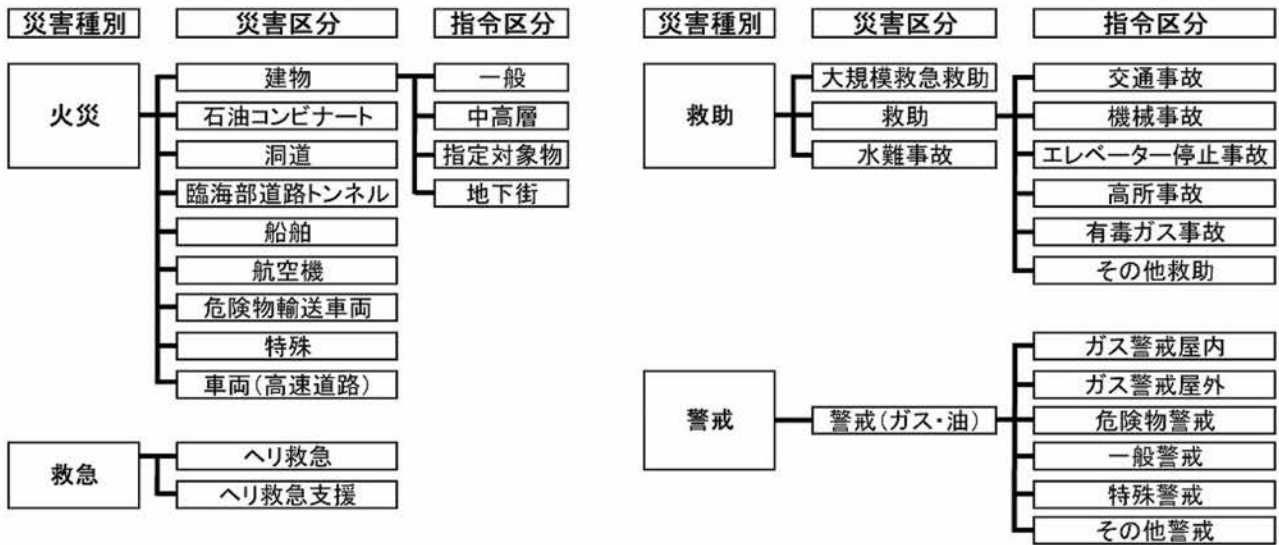 災害種別
災害区分
指令区分
火災
建物
一般
石油コンビナート
中高層
洞道
指定対象物
臨海部道路トンネル
地下街
船舶
航空機
危険物輸送車両
特殊
車両(高速道路)
救急
ヘリ救急
ヘリ救急支援
災害種別
災害区分
指令区分
救助
大規模救急救助
交通事故
救助
機械事故
水難事故
エレベーター停止事故
高所事故
有毒ガス事故
その他救助
警戒
警戒(ガス・油)
ガス警戒屋内
ガス警戒屋外
危険物警戒
一般警戒
特殊警戒
その他警戒